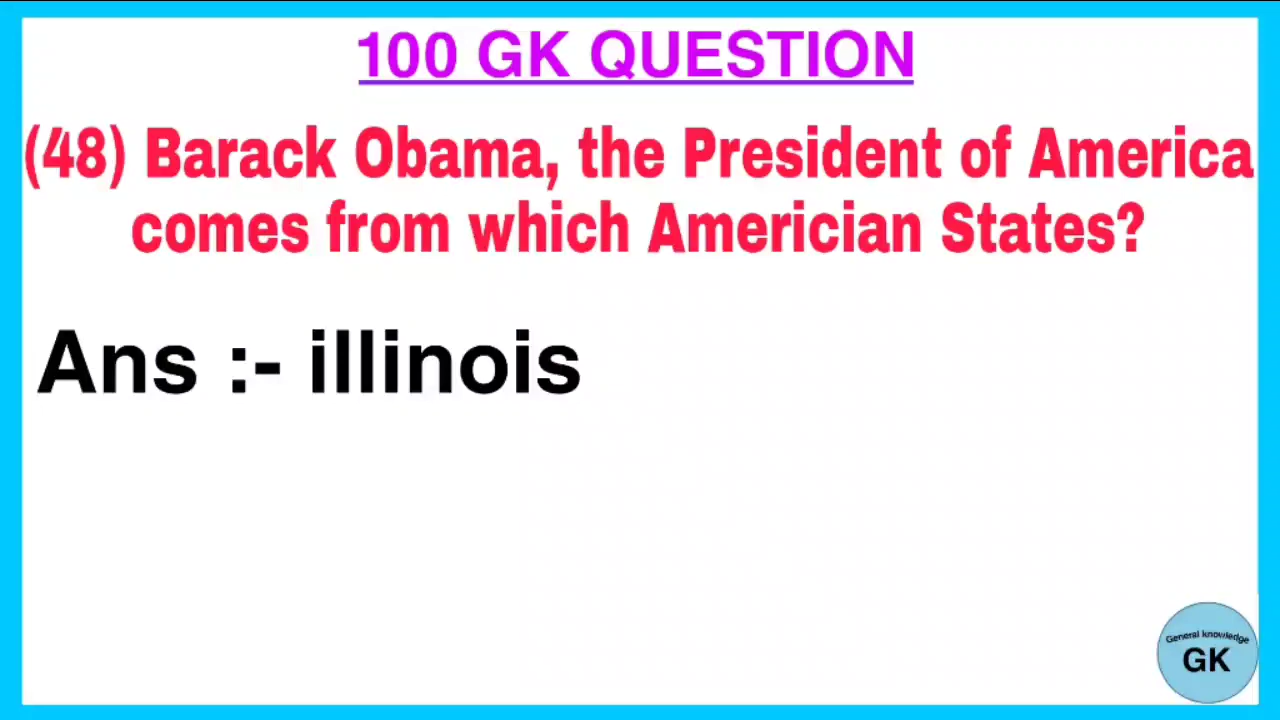 100 GK QUESTION
(48) Barack Obama, the President of America
comes from which Americian States?
Ans :- illinois
General knowledge
GK